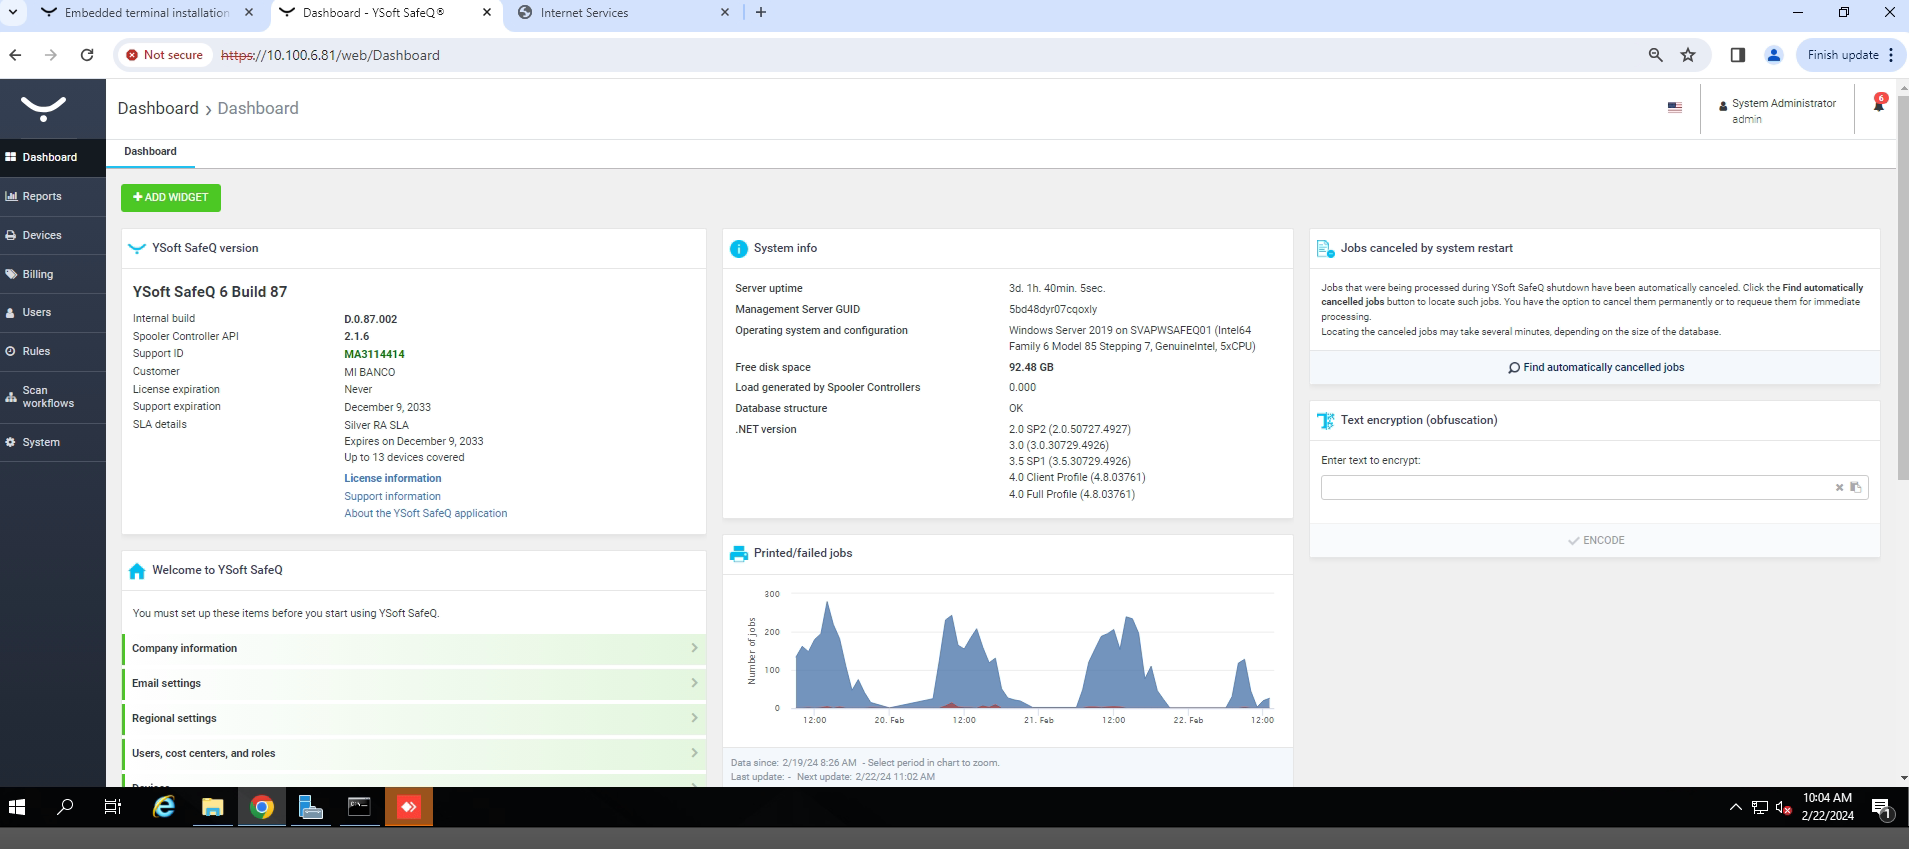 Embedded terminal installation
Dashboard - YSoft SafeQ®
Internet Services
Not secure
https://10.100.6.81/web/Dashboard
Finish update
Dashboard › Dashboard
System Administrator
admin
6
Dashboard
Reports
Devices
Billing
Users
Rules
Scan
workflows
System
Dashboard
ADD WIDGET
YSoft SafeQ version
YSoft SafeQ 6 Build 87
Internal build D.0.87.002
Spooler Controller API 2.1.6
Support ID MA3114414
Customer MI BANCO
License expiration Never
Support expiration December 9, 2033
SLA details Silver RA SLA
Expires on December 9, 2033
Up to 13 devices covered
License information
Support information
About the YSoft SafeQ application
Welcome to YSoft SafeQ
You must set up these items before you start using YSoft SafeQ.
Company information
Email settings
Regional settings
Users, cost centers, and roles
Devices
System info
Server uptime 3d. 1h. 40min. 5sec.
Management Server GUID 5bd48dyr07cqoxly
Operating system and configuration Windows Server 2019 on SVAPWSAFEQ01 (Intel64
Family 6 Model 85 Stepping 7, GenuineIntel, 5xCPU)
Free disk space 92.48 GB
Load generated by Spooler Controllers 0.000
Database structure OK
.NET version 2.0 SP2 (2.0.50727.4927)
3.0 (3.0.30729.4926)
3.5 SP1 (3.5.30729.4926)
4.0 Client Profile (4.8.03761)
4.0 Full Profile (4.8.03761)
Printed/failed jobs
Number of jobs
300
200
100
0
12:00 20. Feb 12:00 21. Feb 12:00 22. Feb 12:00
Data since: 2/19/24 8:26 AM - Select period in chart to zoom.
Last update: - Next update: 2/22/24 11:02 AM
Jobs canceled by system restart
Jobs that were being processed during YSoft SafeQ shutdown have been automatically canceled. Click the Find automatically
cancelled jobs button to locate such jobs. You have the option to cancel them permanently or to requeue them for immediate
processing.
Locating the canceled jobs may take several minutes, depending on the size of the database.
Find automatically cancelled jobs
Text encryption (obfuscation)
Enter text to encrypt:
ENCODE
10:04 AM
2/22/2024
1